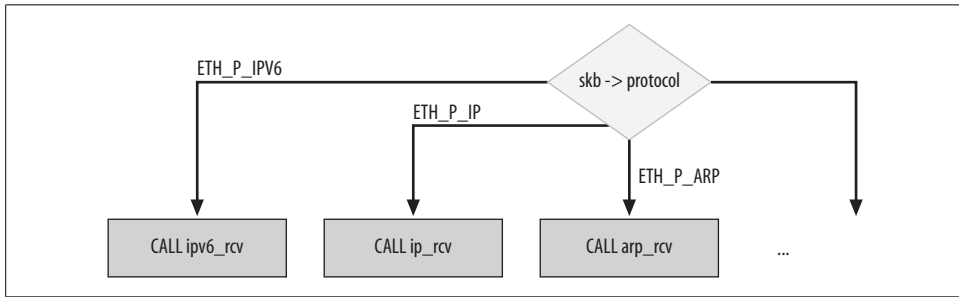 ETH_P_IPV6
skb -> protocol
ETH_P_IP
ETH_P_ARP
CALL ipv6_rcv
CALL ip_rcv
CALL arp_rcv
...